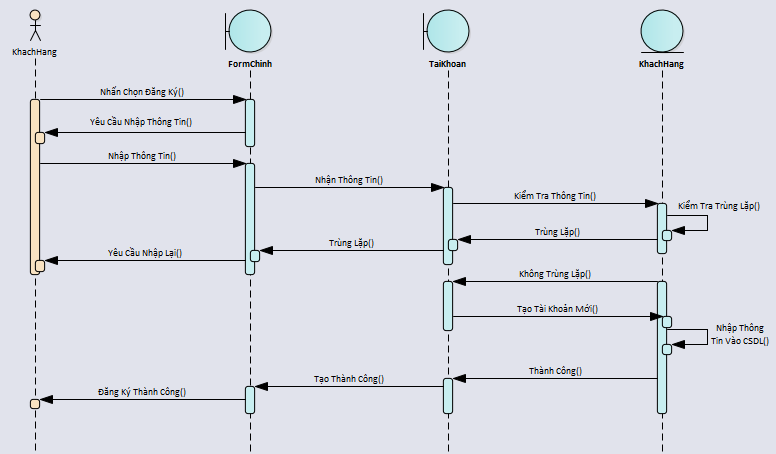 KhachHang
FormChinh
TaiKhoan
KhachHang
Nhấn Chọn Đăng Ký()
Yêu Cầu Nhập Thông Tin()
Nhập Thông Tin()
Nhận Thông Tin()
Kiểm Tra Thông Tin()
Kiểm Tra Trùng Lặp()
Trùng Lặp()
Trùng Lặp()
Yêu Cầu Nhập Lại()
Không Trùng Lặp()
Tạo Tài Khoản Mới()
Nhập Thông
Tin Vào CSDL()
Thành Công()
Tạo Thành Công()
Đăng Ký Thành Công()